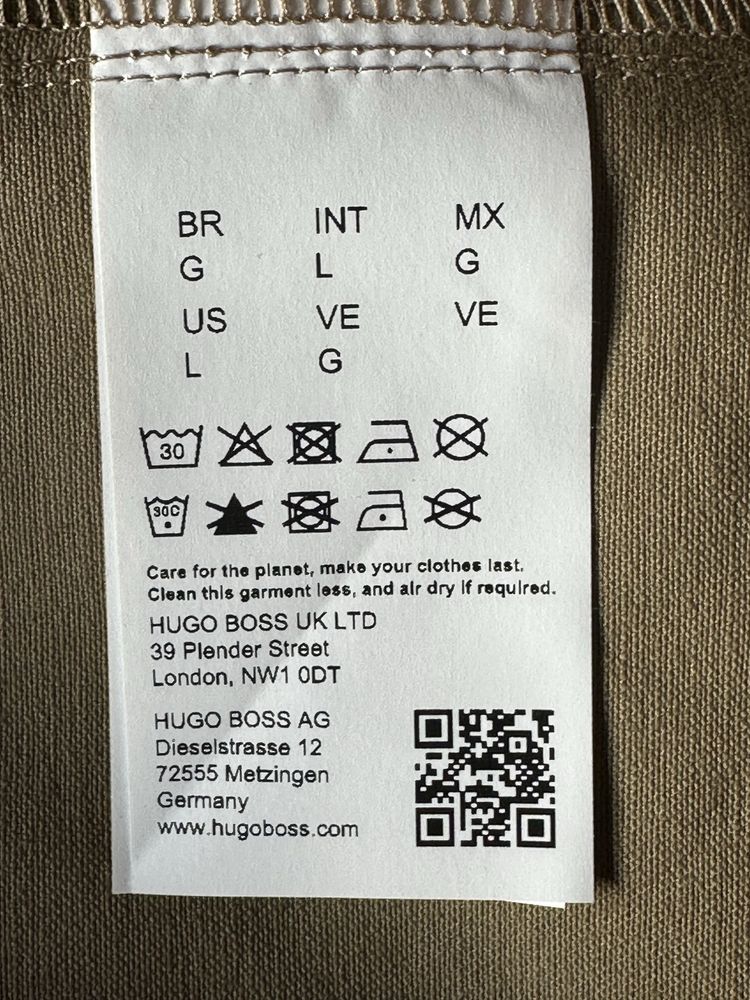 BR INT MX
G L G
US VE VE
L G
30
30C
Care for the planet, make your clothes last.
Clean this garment less, and air dry if required.
HUGO BOSS UK LTD
39 Plender Street
London, NW1 0DT
HUGO BOSS AG
Dieselstrasse 12
72555 Metzingen
Germany
www.hugoboss.com